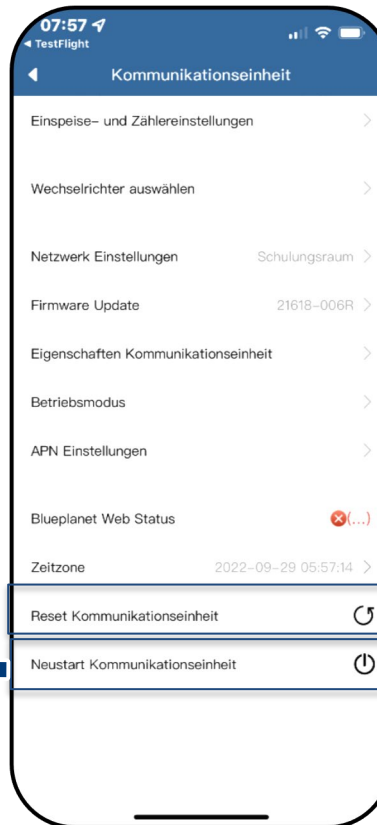 07:57
◀ TestFlight
Kommunikationseinheit
Einspeise- und Zählereinstellungen
Wechselrichter auswählen
Netzwerk Einstellungen Schulungsraum
Firmware Update 21618-006R
Eigenschaften Kommunikationseinheit
Betriebsmodus
APN Einstellungen
Blueplanet Web Status (...)
Zeitzone 2022-09-29 05:57:14
Reset Kommunikationseinheit
Neustart Kommunikationseinheit